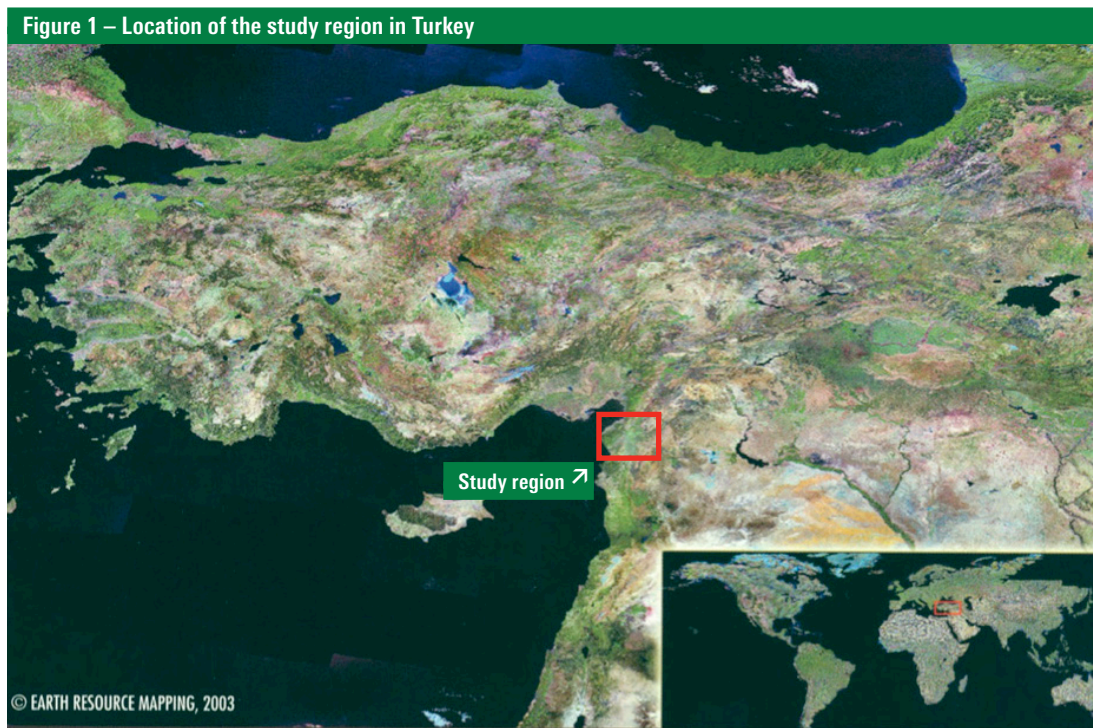 Figure 1 – Location of the study region in Turkey
Study region ↗
© EARTH RESOURCE MAPPING, 2003